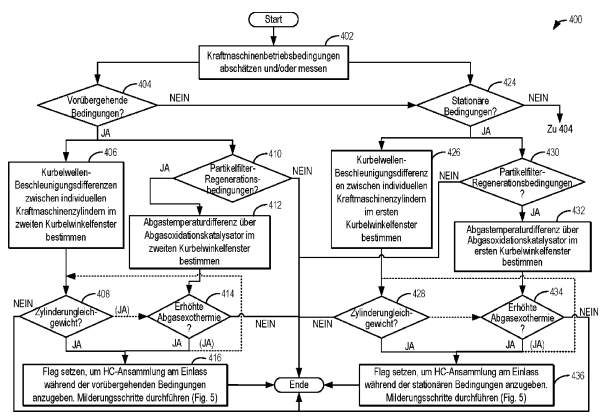 Start
400
402
Kraftmaschinenbetriebsbedingungen
abschätzen und/oder messen
404
Vorübergehende
Bedingungen?
NEIN
424
Stationäre
Bedingungen?
NEIN
Zu 404
JA
JA
406
Kurbelwellen-
Beschleunigungsdifferenzen
zwischen individuellen
Kraftmaschinenzylindern im
zweiten Kurbelwinkelfenster
bestimmen
JA
410
Partikelfilter-
Regenerations-
bedingungen?
NEIN
412
Abgastemperaturdifferenz über
Abgasoxidationskatalysator im
zweiten Kurbelwinkelfenster
bestimmen
426
Kurbelwellen-
Beschleunigungsdifferenz
en zwischen individuellen
Kraftmaschinenzylindern
im ersten
Kurbelwinkelfenster
bestimmen
NEIN
430
Partikelfilter-
Regenerationsbedingungen
?
JA
432
Abgastemperaturdifferenz über
Abgasoxidationskatalysator im
ersten Kurbelwinkelfenster
bestimmen
NEIN
408
Zylinderungleich-
gewicht?
(JA)
414
Erhöhte
Abgasexothermie
?
NEIN
JA
JA
(JA)
NEIN
428
Zylinderungleich-
gewicht?
(JA)
434
Erhöhte
Abgasexothermie
?
NEIN
JA
JA
(JA)
416
Flag setzen, um HC-Ansammlung am Einlass
während der vorübergehenden Bedingungen
anzugeben. Milderungsschritte durchführen (Fig. 5)
Ende
436
Flag setzen, um HC-Ansammlung am Einlass
während der stationären Bedingungen anzugeben.
Milderungsschritte durchführen (Fig. 5)